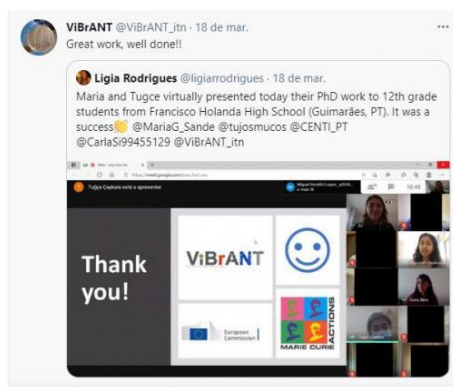 ViBrANT @ViBrANT_itn · 18 de mar.
Great work, well done!!
Ligia Rodrigues @ligiarrodrigues · 18 de mar.
Maria and Tugce virtually presented today their PhD work to 12th grade
students from Francisco Holanda High School (Guimarães, PT). It was a
success👏 @MariaG_Sande @tujosmucos @CENTI_PT
@CarlaSi99455129 @ViBrANT_itn
10:49
Thank
you!
ViBrANT
European
Commission
MARIE CURIE
ACTIONS